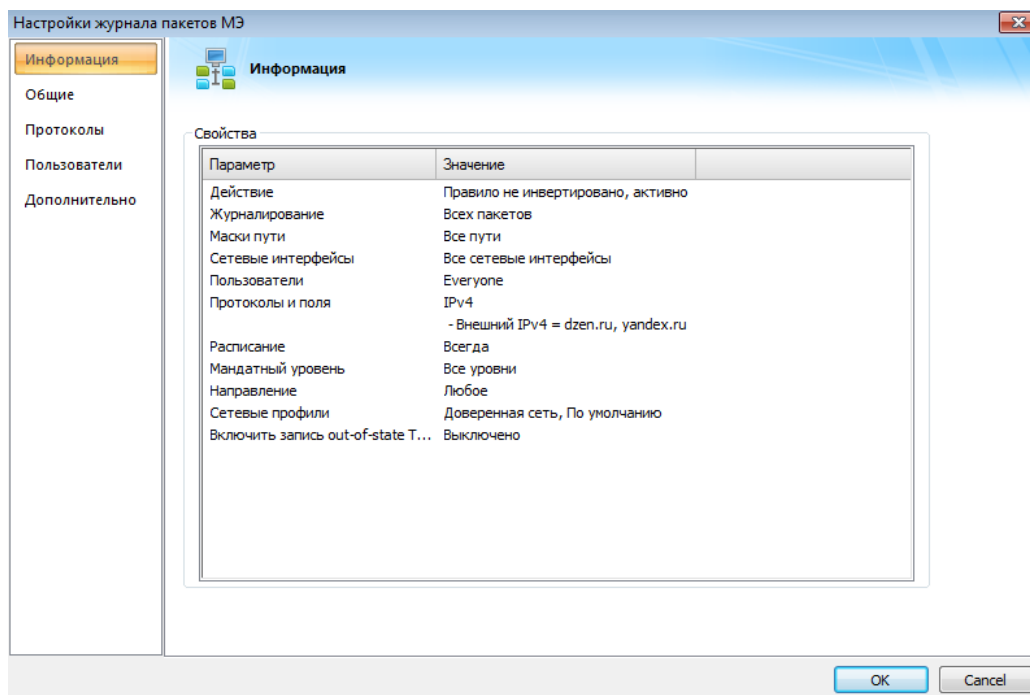 Настройки журнала пакетов МЭ
Информация
Общие
Протоколы
Пользователи
Дополнительно
Информация
Свойства
Параметр Значение
Действие Правило не инвертировано, активно
Журналирование Всех пакетов
Маски пути Все пути
Сетевые интерфейсы Все сетевые интерфейсы
Пользователи Everyone
Протоколы и поля IPv4
- Внешний IPv4 = dzen.ru, yandex.ru
Расписание Всегда
Мандатный уровень Все уровни
Направление Любое
Сетевые профили Доверенная сеть, По умолчанию
Включить запись out-of-state T... Выключено
OK Cancel